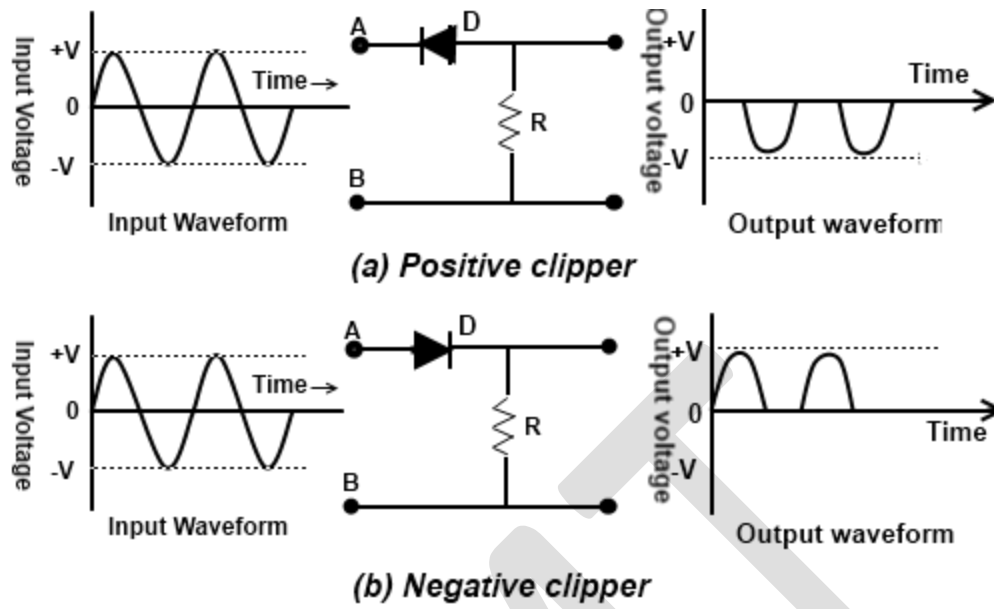 Input Voltage
+V
0
-V
Time →
Input Waveform
A
D
R
B
Output voltage
+V
0
-V
Time
Output waveform
(a) Positive clipper
Input Voltage
+V
0
-V
Time →
Input Waveform
A
D
R
B
Output voltage
+V
0
-V
Time
Output waveform
(b) Negative clipper